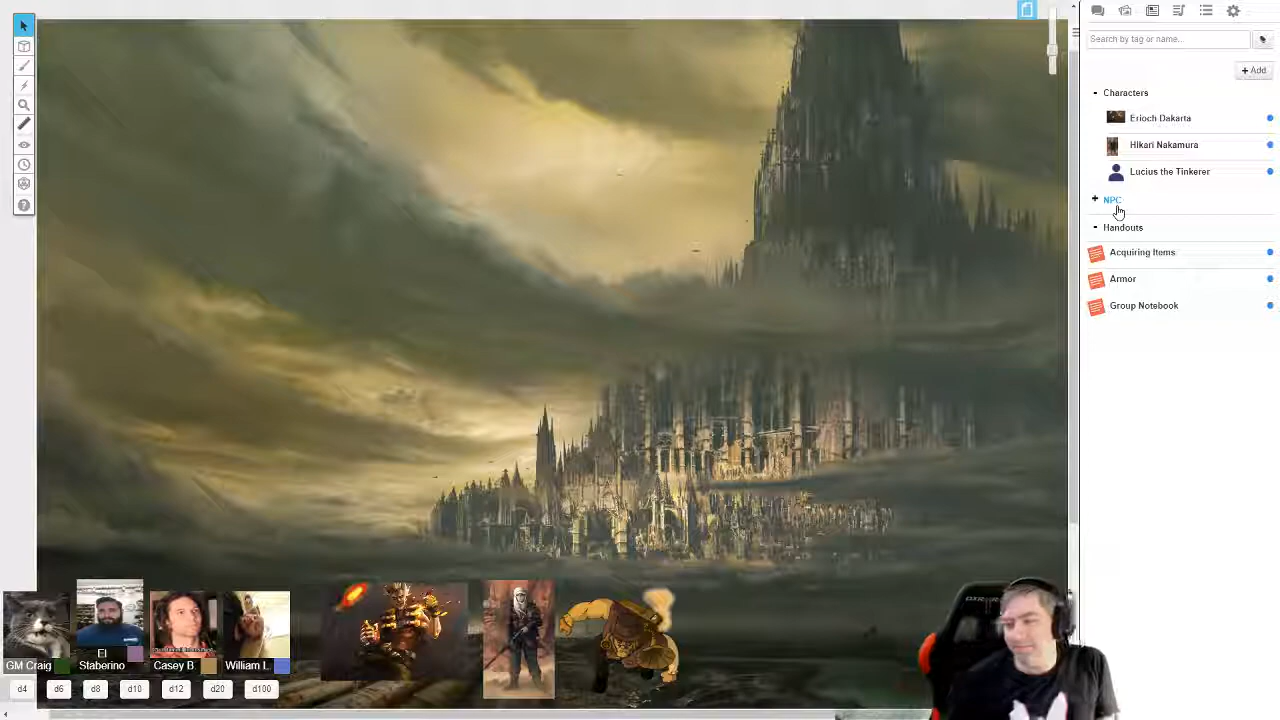 Search by tag or name...
+ Add
Characters
Erioch Dakarta
Hikari Nakamura
Lucius the Tinkerer
NPC
Handouts
Acquiring Items
Armor
Group Notebook
GM Craig
El Staberino
Casey B
William L.
d4
d6
d8
d10
d12
d20
d100